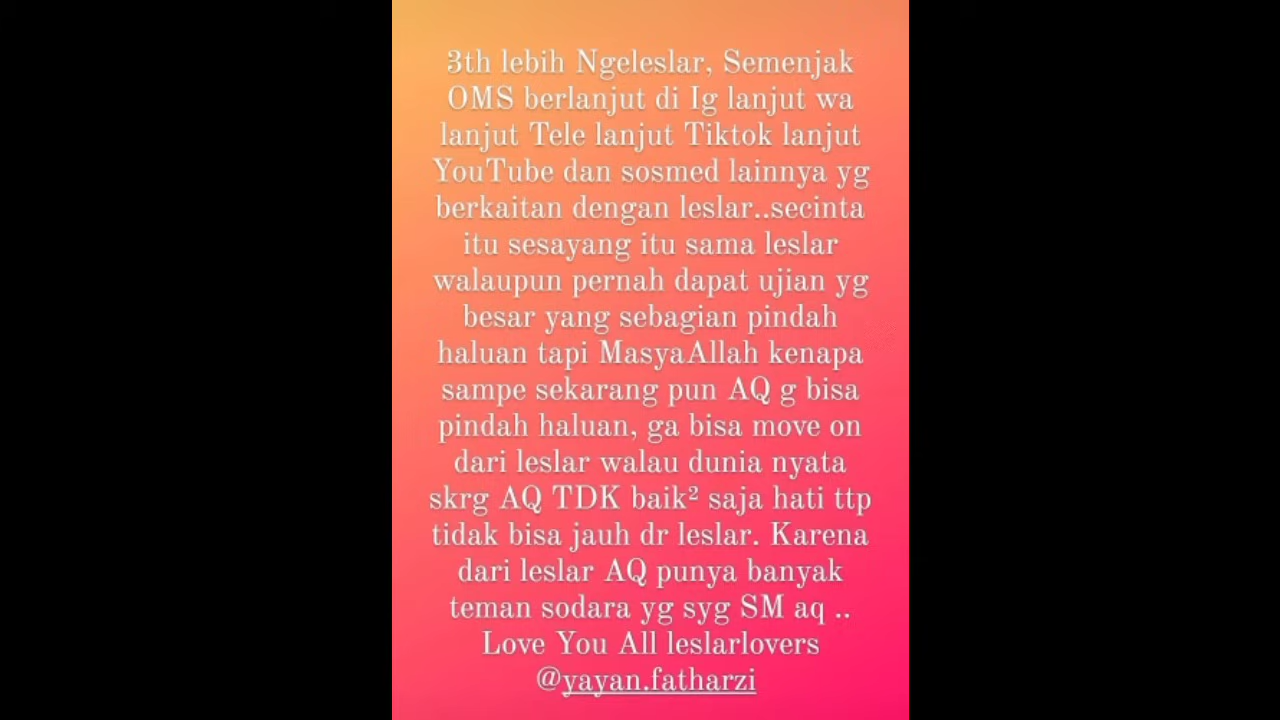 3th lebih Ngeleslar, Semenjak
OMS berlanjut di Ig lanjut wa
lanjut Tele lanjut Tiktok lanjut
YouTube dan sosmed lainnya yg
berkaitan dengan leslar..secinta
itu sesayang itu sama leslar
walaupun pernah dapat ujian yg
besar yang sebagian pindah
haluan tapi MasyaAllah kenapa
sampe sekarang pun AQ g bisa
pindah haluan, ga bisa move on
dari leslar walau dunia nyata
skrg AQ TDK baik² saja hati ttp
tidak bisa jauh dr leslar. Karena
dari leslar AQ punya banyak
teman sodara yg syg SM aq ..
Love You All leslarlovers
@yayan.fatharzi